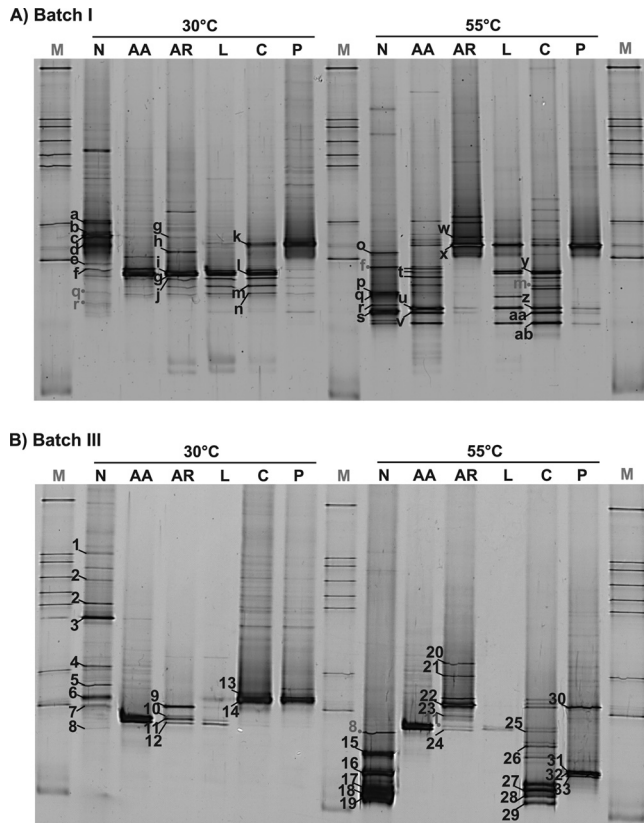 A) Batch I
30°C 55°C
M N AA AR L C P M N AA AR L C P M
a
b
c
d
e
f
q
r
g
h
i
g
j
k
l
m
n
o
f
p
q
r
s
t
u
v
w
x
y
m
z
aa
ab
B) Batch III
30°C 55°C
M N AA AR L C P M N AA AR L C P M
1
2
2
3
4
5
6
7
8
9
10
11
12
13
14
8
15
16
17
18
19
20
21
22
23
24
25
26
27
28
29
30
31
32
33